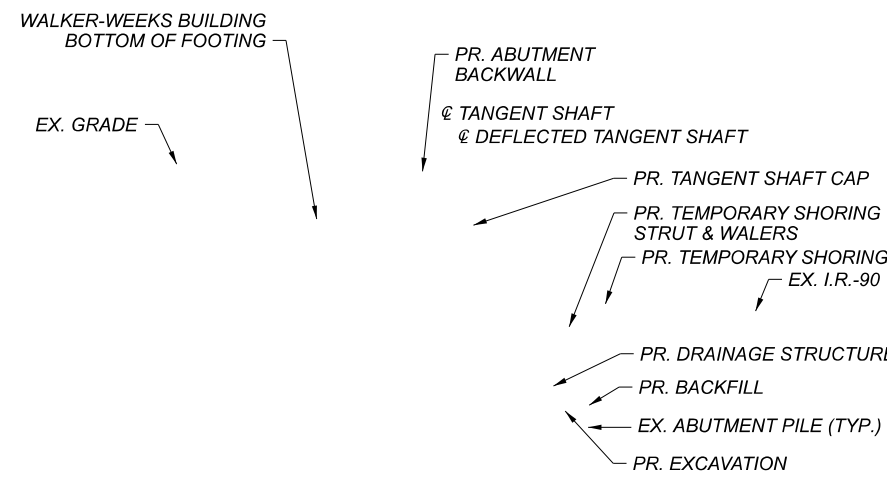 WALKER-WEEKS BUILDING
BOTTOM OF FOOTING
PR. ABUTMENT
BACKWALL
℄ TANGENT SHAFT
EX. GRADE
℄ DEFLECTED TANGENT SHAFT
PR. TANGENT SHAFT CAP
PR. TEMPORARY SHORING
STRUT & WALERS
PR. TEMPORARY SHORING
EX. I.R.-90
PR. DRAINAGE STRUCTURE
PR. BACKFILL
EX. ABUTMENT PILE (TYP.)
PR. EXCAVATION